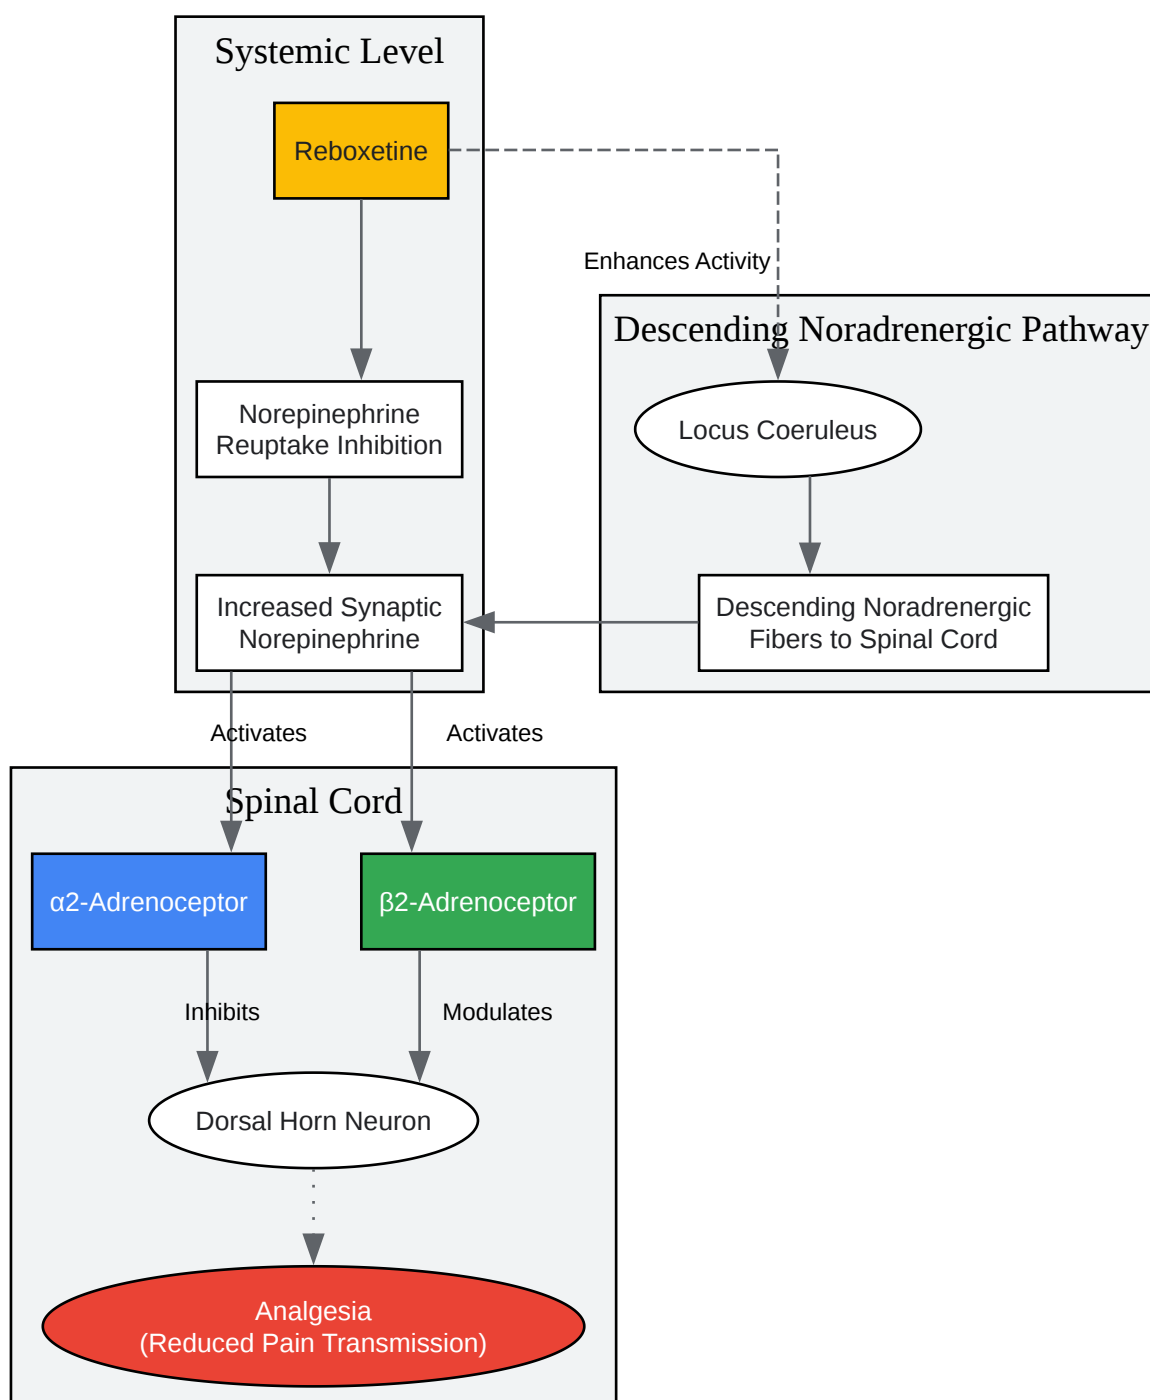 Systemic Level
Reboxetine
Enhances Activity
Descending Noradrenergic Pathway
Norepinephrine
Reuptake Inhibition
Locus Coeruleus
Increased Synaptic
Norepinephrine
Descending Noradrenergic
Fibers to Spinal Cord
Activates
Activates
Spinal Cord
α2-Adrenoceptor
β2-Adrenoceptor
Inhibits
Modulates
Dorsal Horn Neuron
Analgesia
(Reduced Pain Transmission)